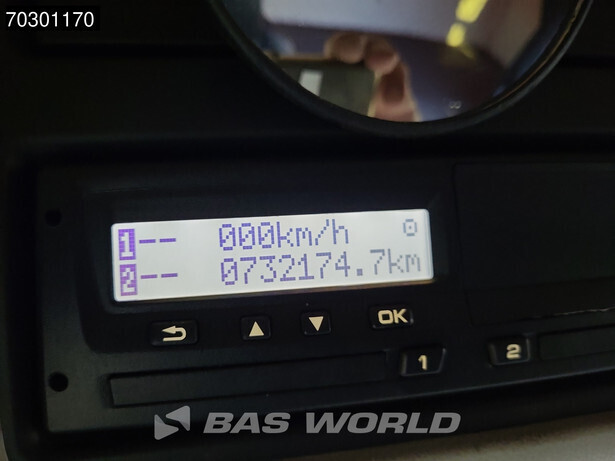 70301170
1-- 000km/h
2-- 0732174.7km
OK
1 2
BAS WORLD